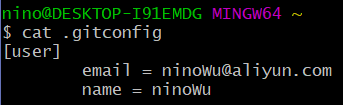 nino@DESKTOP-I91EMDG MINGW64 ~
$ cat .gitconfig
[user]
        email = ninoWu@aliyun.com
        name = ninoWu